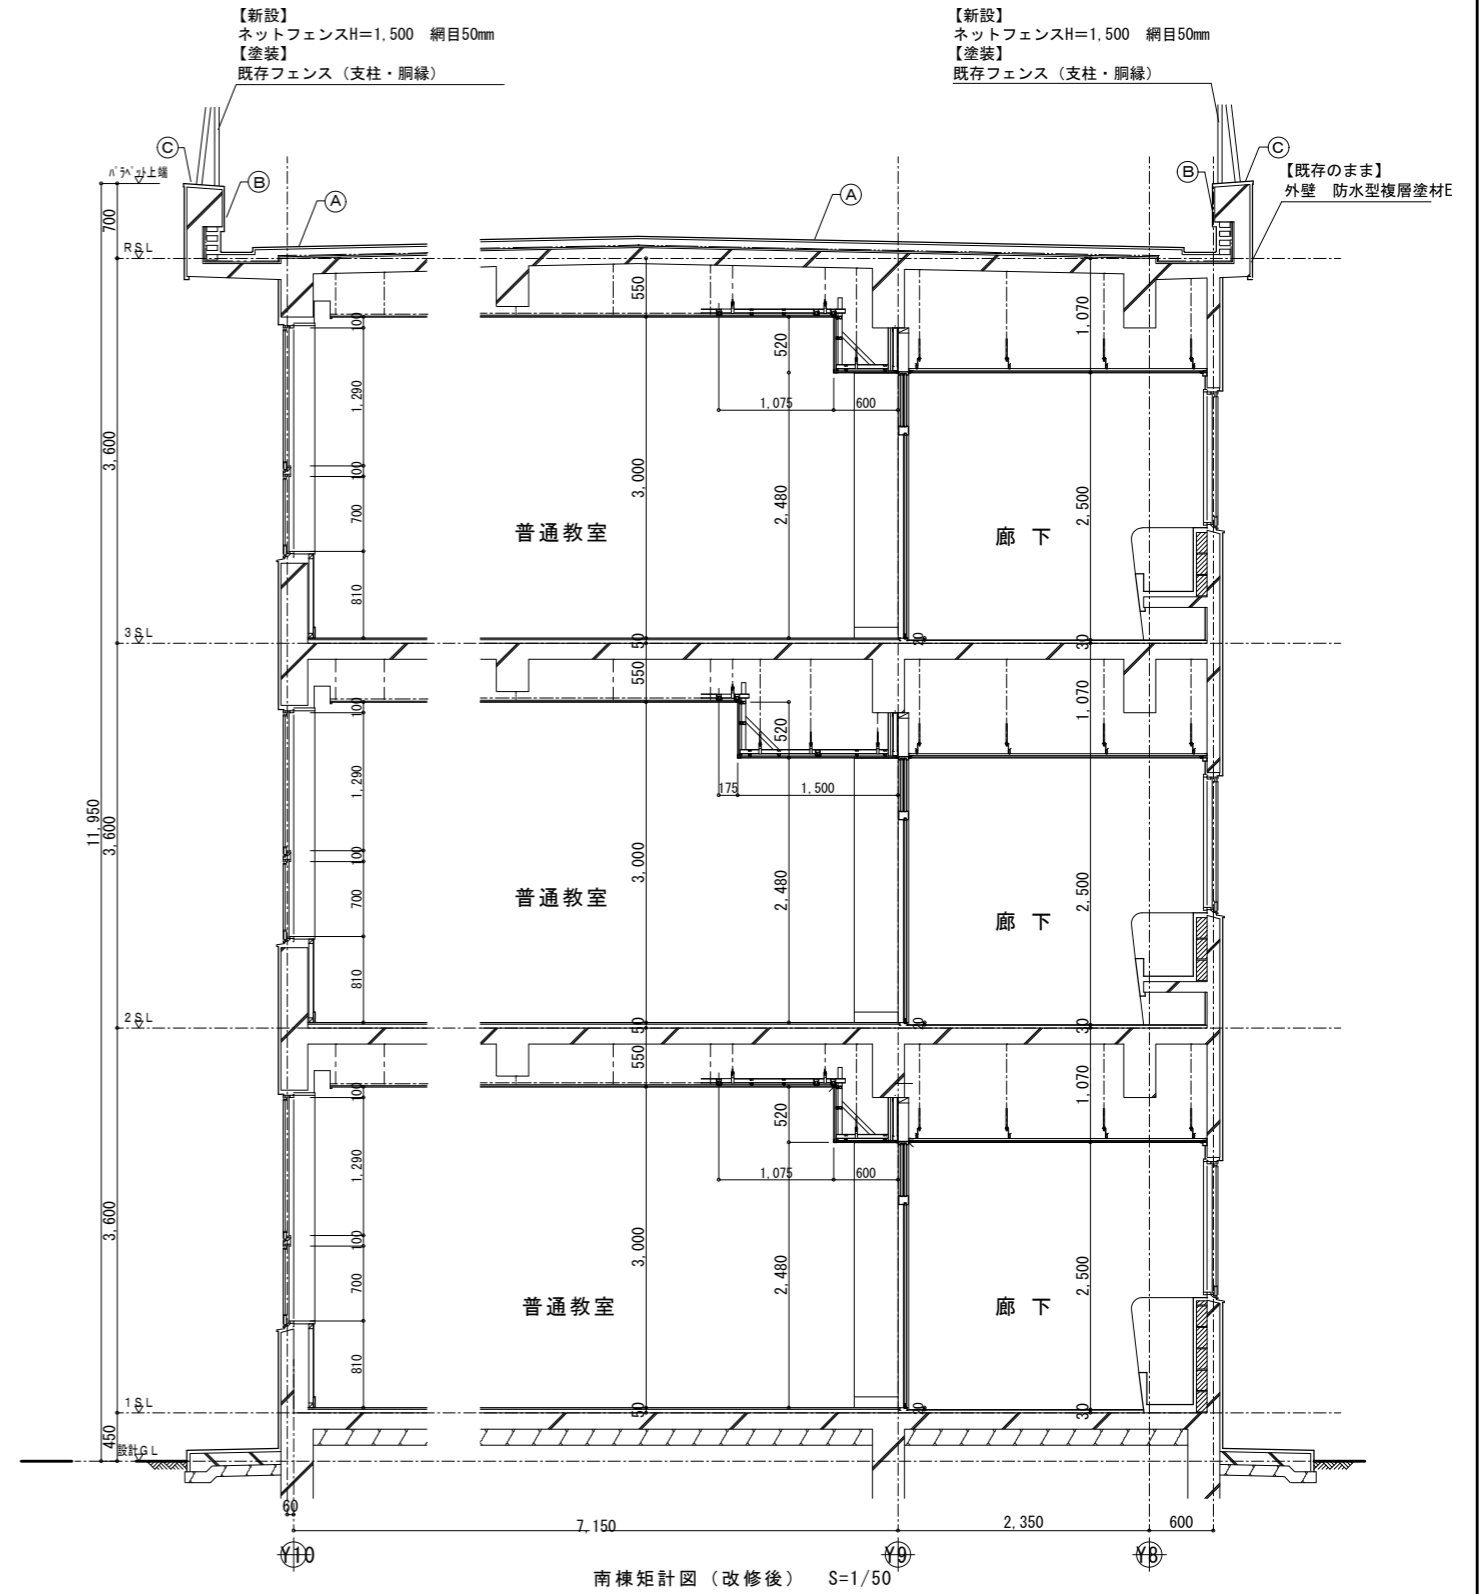 【新設】
ネットフェンスH=1,500 網目50mm
【塗装】
既存フェンス（支柱・胴縁）
【新設】
ネットフェンスH=1,500 網目50mm
【塗装】
既存フェンス（支柱・胴縁）
C
B
A
A
B
C
【既存のまま】
外壁 防水型複層塗材E
パラペット上端
700
RSL
550
1,070
100
520
1,290
1,075
600
3,600
100
3,000
2,480
2,500
700
普通教室
廊下
810
3SL
50
20
30
550
1,070
100
520
1,290
175
1,500
11,950
3,600
100
3,000
2,480
2,500
700
普通教室
廊下
810
2SL
50
20
30
550
1,070
100
520
1,290
1,075
600
3,600
100
3,000
2,480
2,500
700
普通教室
廊下
810
1SL
50
20
30
450
設計GL
60
7,150
2,350
600
Y10
Y9
Y8
南棟矩計図（改修後） S=1/50